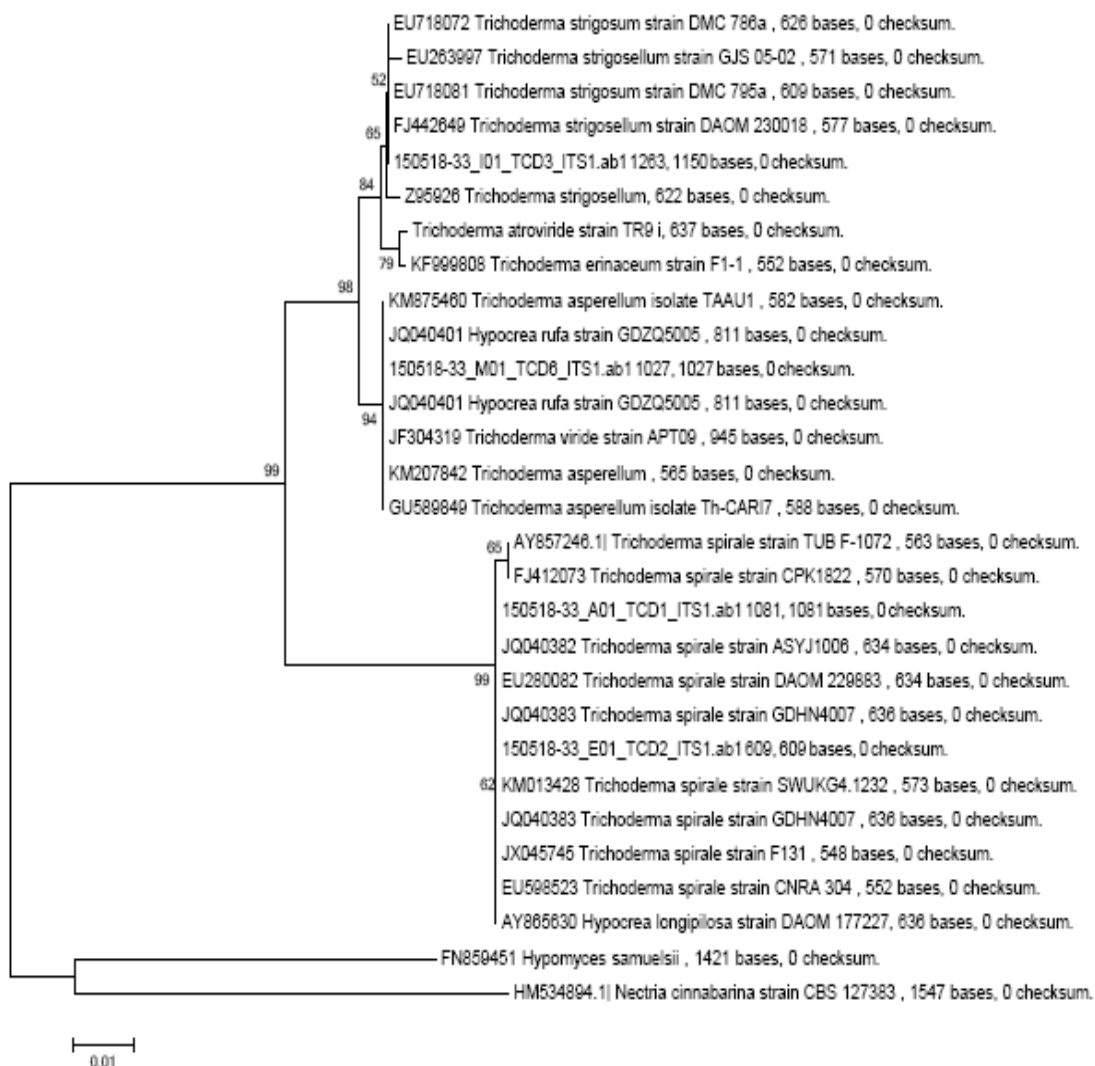 EU718072 Trichoderma strigosum strain DMC 786a , 626 bases, 0 checksum.
EU263997 Trichoderma strigosellum strain GJS 05-02 , 571 bases, 0 checksum.
52
EU718081 Trichoderma strigosum strain DMC 795a , 609 bases, 0 checksum.
FJ442649 Trichoderma strigosellum strain DAOM 230018 , 577 bases, 0 checksum.
65
150518-33_I01_TCD3_ITS1.ab1 1263, 1150 bases, 0 checksum.
84
Z95926 Trichoderma strigosellum, 622 bases, 0 checksum.
Trichoderma atroviride strain TR9 i, 637 bases, 0 checksum.
79
KF999808 Trichoderma erinaceum strain F1-1 , 552 bases, 0 checksum.
98
KM875460 Trichoderma asperellum isolate TAAU1 , 582 bases, 0 checksum.
JQ040401 Hypocrea rufa strain GDZQ5005 , 811 bases, 0 checksum.
150518-33_M01_TCD6_ITS1.ab1 1027, 1027 bases, 0 checksum.
JQ040401 Hypocrea rufa strain GDZQ5005 , 811 bases, 0 checksum.
94
JF304319 Trichoderma viride strain APT09 , 945 bases, 0 checksum.
99
KM207842 Trichoderma asperellum , 565 bases, 0 checksum.
GU589849 Trichoderma asperellum isolate Th-CARI7 , 588 bases, 0 checksum.
65
AY857246.1| Trichoderma spirale strain TUB F-1072 , 563 bases, 0 checksum.
FJ412073 Trichoderma spirale strain CPK1822 , 570 bases, 0 checksum.
150518-33_A01_TCD1_ITS1.ab1 1081, 1081 bases, 0 checksum.
JQ040382 Trichoderma spirale strain ASYJ1006 , 634 bases, 0 checksum.
99
EU280082 Trichoderma spirale strain DAOM 229883 , 634 bases, 0 checksum.
JQ040383 Trichoderma spirale strain GDHN4007 , 636 bases, 0 checksum.
150518-33_E01_TCD2_ITS1.ab1 609, 609 bases, 0 checksum.
62
KM013428 Trichoderma spirale strain SWUKG4.1232 , 573 bases, 0 checksum.
JQ040383 Trichoderma spirale strain GDHN4007 , 636 bases, 0 checksum.
JX045745 Trichoderma spirale strain F131 , 548 bases, 0 checksum.
EU598523 Trichoderma spirale strain CNRA 304 , 552 bases, 0 checksum.
AY865630 Hypocrea longipilosa strain DAOM 177227, 636 bases, 0 checksum.
FN859451 Hypomyces samuelsii , 1421 bases, 0 checksum.
HM534894.1| Nectria cinnabarina strain CBS 127383 , 1547 bases, 0 checksum.
0.01